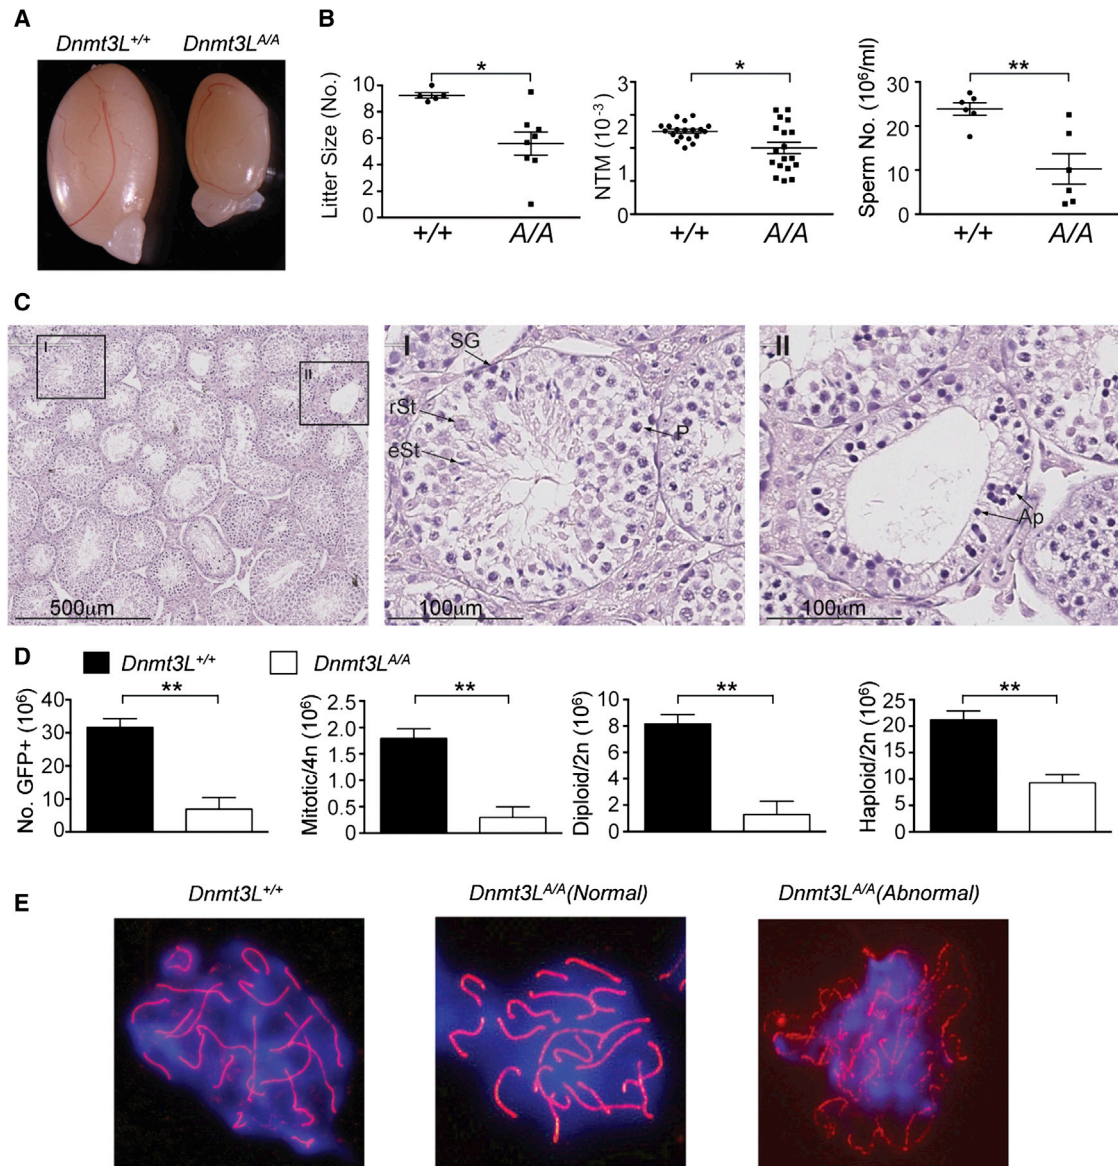 A
Dnmt3L+/+
Dnmt3LA/A
B
Litter Size (No.)
10
8
6
4
2
0
*
+/+
A/A
NTM (10-3)
3
2
2
1
1
0
*
+/+
A/A
Sperm No. (106/ml)
30
20
10
0
**
+/+
A/A
C
I
II
500µm
I
SG
rSt
eSt
P
100µm
II
Ap
100µm
D
Dnmt3L+/+
Dnmt3LA/A
No. GFP+ (106)
40
30
20
10
0
**
Mitotic/4n (106)
2.5
2.0
1.5
1.0
0.5
0
**
Diploid/2n (106)
10
8
6
4
2
0
**
Haploid/2n (106)
25
20
15
10
5
0
**
E
Dnmt3L+/+
Dnmt3LA/A(Normal)
Dnmt3LA/A(Abnormal)